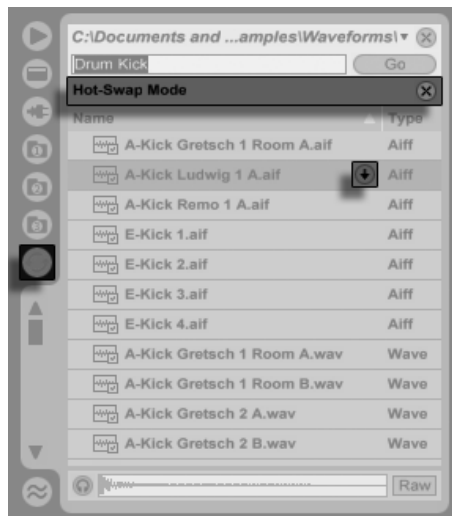 C:\Documents and ...amples\Waveforms\
Drum Kick Go
Hot-Swap Mode
Name Type
A-Kick Gretsch 1 Room A.aif Aiff
A-Kick Ludwig 1 A.aif Aiff
A-Kick Remo 1 A.aif Aiff
E-Kick 1.aif Aiff
E-Kick 2.aif Aiff
E-Kick 3.aif Aiff
E-Kick 4.aif Aiff
A-Kick Gretsch 1 Room A.wav Wave
A-Kick Gretsch 1 Room B.wav Wave
A-Kick Gretsch 2 A.wav Wave
A-Kick Gretsch 2 B.wav Wave
Raw
1
2
3